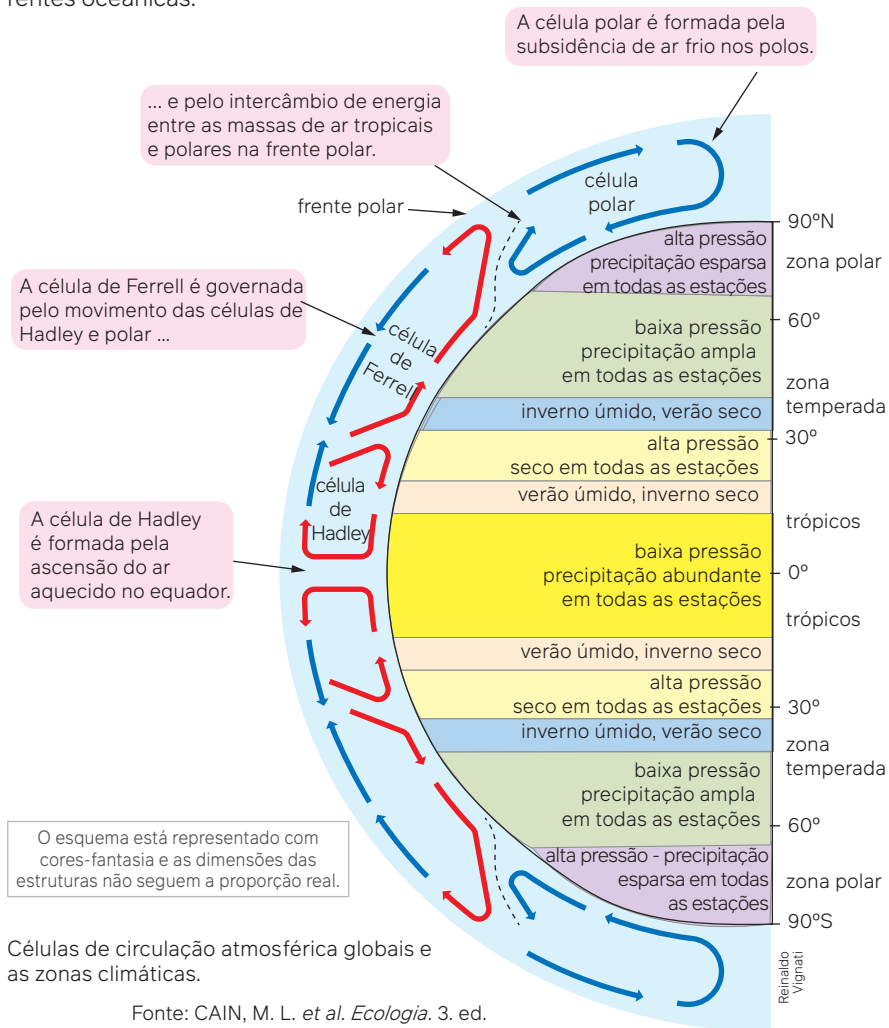 rentes oceânicas.
A célula polar é formada pela
subsidência de ar frio nos polos.
... e pelo intercâmbio de energia
entre as massas de ar tropicais
e polares na frente polar.
frente polar
célula
polar
A célula de Ferrell é governada
pelo movimento das células de
Hadley e polar ...
célula
de
Ferrell
célula
de
Hadley
A célula de Hadley
é formada pela
ascensão do ar
aquecido no equador.
90ºN
alta pressão
precipitação esparsa
em todas as estações
zona polar
60º
baixa pressão
precipitação ampla
em todas as estações
zona
temperada
inverno úmido, verão seco
30º
alta pressão
seco em todas as estações
verão úmido, inverno seco
trópicos
baixa pressão
precipitação abundante
em todas as estações
0º
trópicos
verão úmido, inverno seco
alta pressão
seco em todas as estações
30º
inverno úmido, verão seco
zona
temperada
baixa pressão
precipitação ampla
em todas as estações
60º
alta pressão - precipitação
esparsa em todas
as estações
zona polar
90ºS
O esquema está representado com
cores-fantasia e as dimensões das
estruturas não seguem a proporção real.
Células de circulação atmosférica globais e
as zonas climáticas.
Reinaldo
Vignati
Fonte: CAIN, M. L. et al. Ecologia. 3. ed.